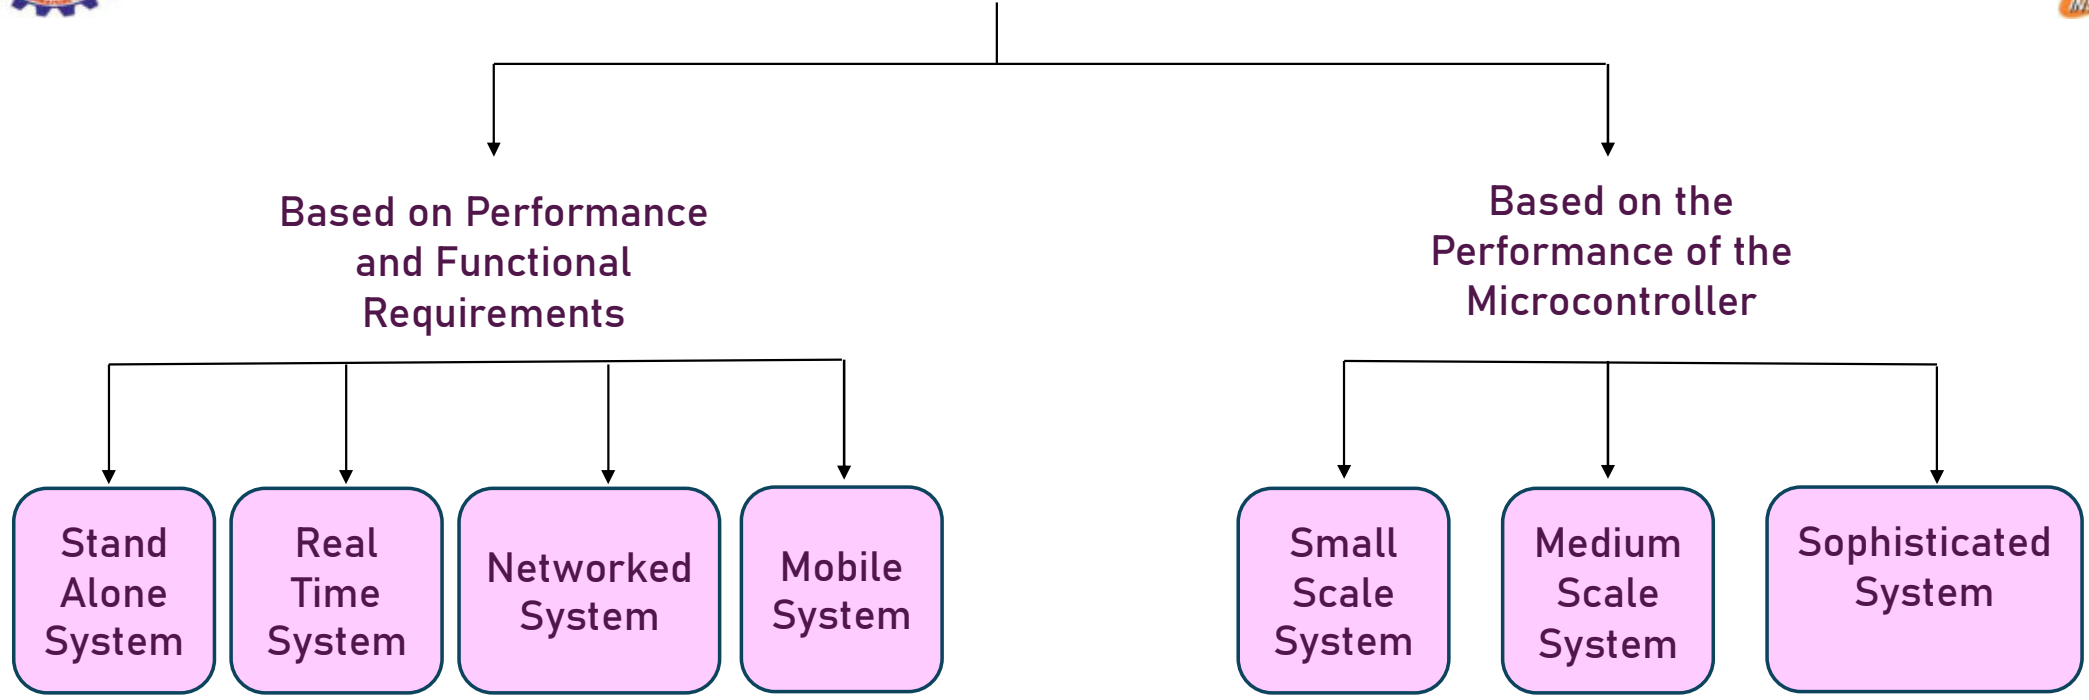 Based on Performance
and Functional
Requirements
Based on the
Performance of the
Microcontroller
Stand
Alone
System
Real
Time
System
Networked
System
Mobile
System
Small
Scale
System
Medium
Scale
System
Sophisticated
System